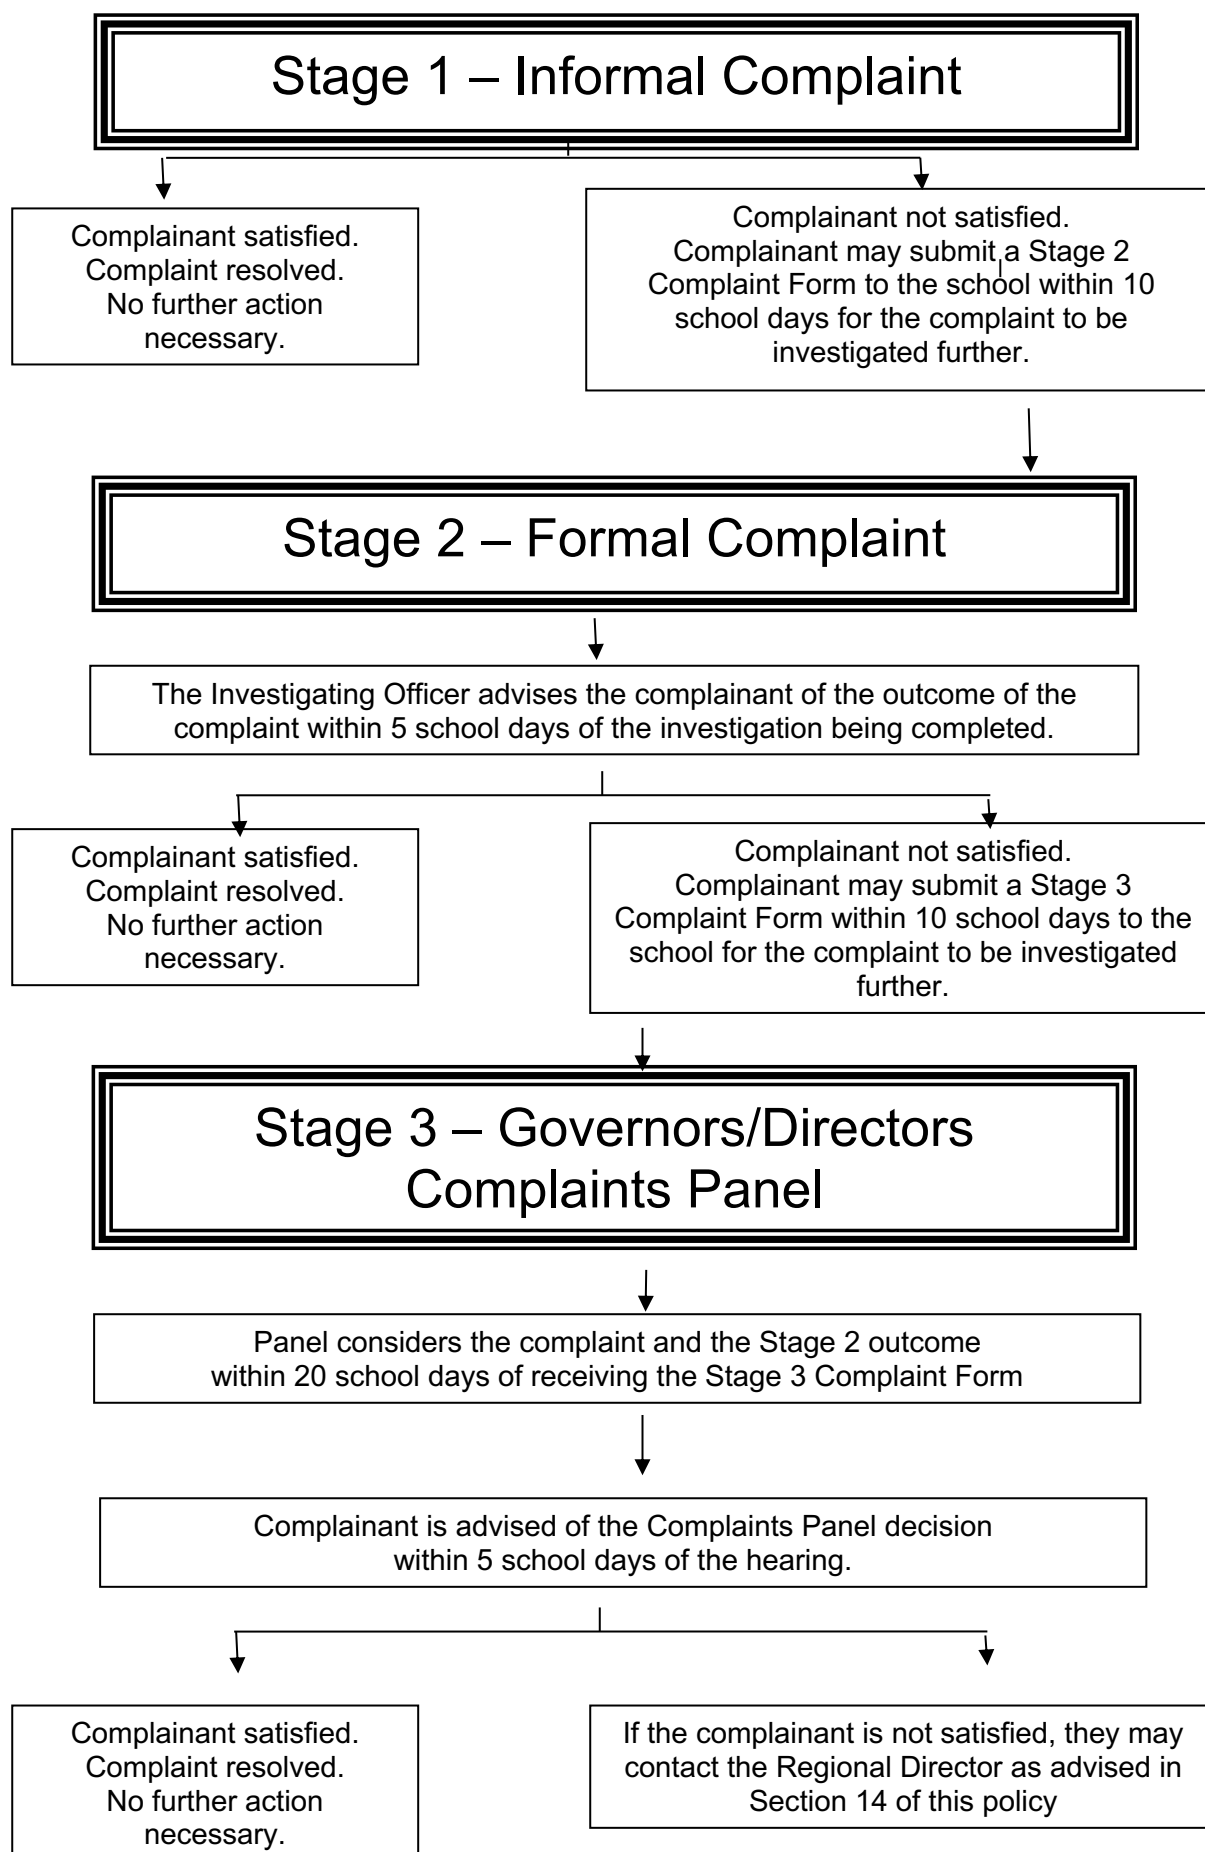 Stage 1 – Informal Complaint
Complainant satisfied.
Complaint resolved.
No further action
necessary.
Complainant not satisfied.
Complainant may submit a Stage 2
Complaint Form to the school within 10
school days for the complaint to be
investigated further.
Stage 2 – Formal Complaint
The Investigating Officer advises the complainant of the outcome of the
complaint within 5 school days of the investigation being completed.
Complainant satisfied.
Complaint resolved.
No further action
necessary.
Complainant not satisfied.
Complainant may submit a Stage 3
Complaint Form within 10 school days to the
school for the complaint to be investigated
further.
Stage 3 – Governors/Directors
Complaints Panel
Panel considers the complaint and the Stage 2 outcome
within 20 school days of receiving the Stage 3 Complaint Form
Complainant is advised of the Complaints Panel decision
within 5 school days of the hearing.
Complainant satisfied.
Complaint resolved.
No further action
necessary.
If the complainant is not satisfied, they may
contact the Regional Director as advised in
Section 14 of this policy